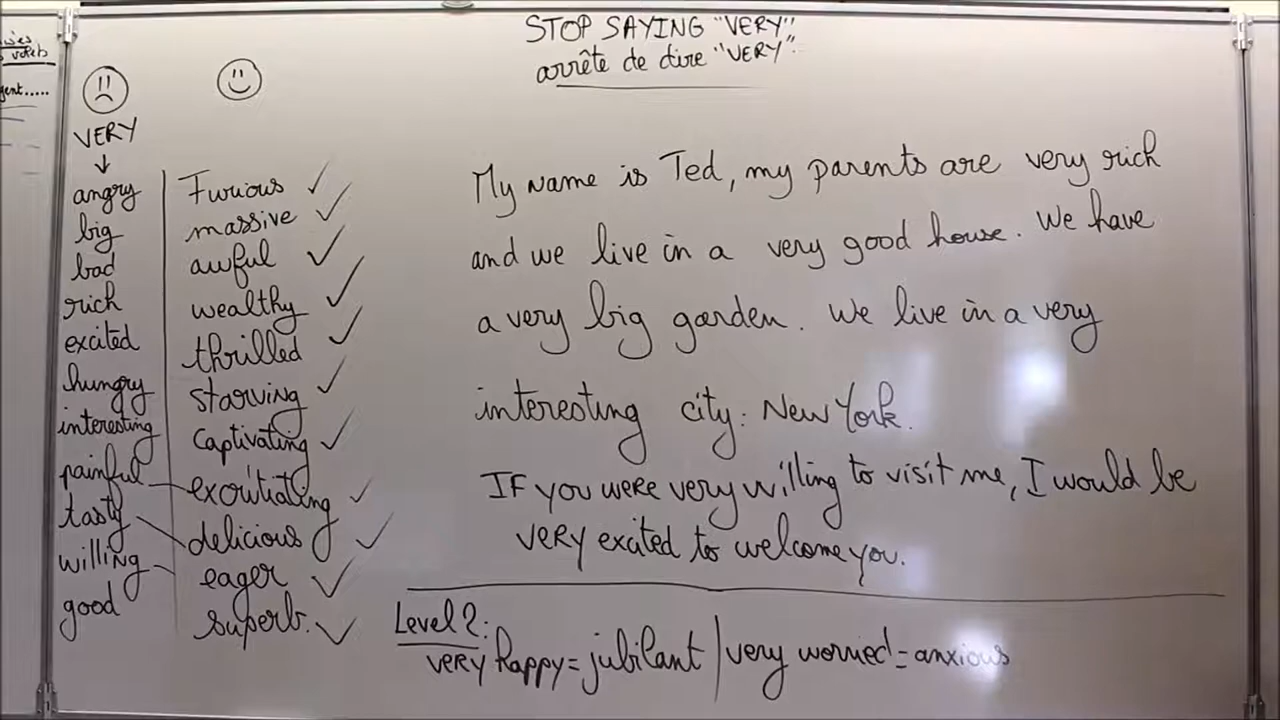 STOP SAYING "VERY"
arrête de dire "VERY".
VERY
angry
big
bad
rich
excited
hungry
interesting
painful
tasty
willing
good
Furious
massive
awful
wealthy
thrilled
starving
captivating
excrutiating
delicious
eager
superb.
My name is Ted, my parents are very rich
and we live in a very good house. We have
a very big garden. We live in a very
interesting city: New York.
IF you were very willing to visit me, I would be
very excited to welcome you.
Level 2:
VERY happy = jubilant | very worried = anxious
verbs